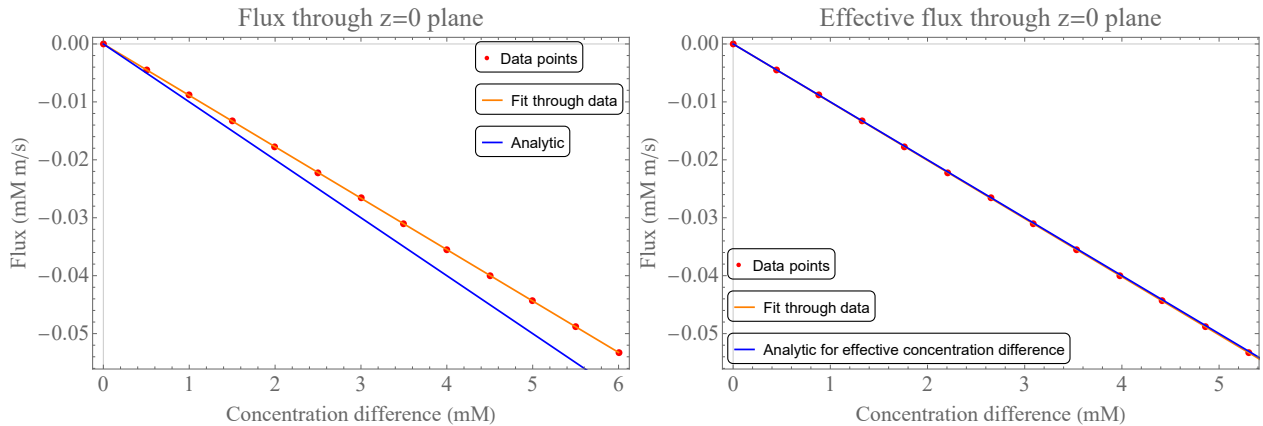 Flux through z=0 plane
0.00
−0.01
−0.02
−0.03
−0.04
−0.05
Flux (mM m/s)
Data points
Fit through data
Analytic
0 1 2 3 4 5 6
Concentration difference (mM)
Effective flux through z=0 plane
0.00
−0.01
−0.02
−0.03
−0.04
−0.05
Flux (mM m/s)
Data points
Fit through data
Analytic for effective concentration difference
0 1 2 3 4 5
Concentration difference (mM)